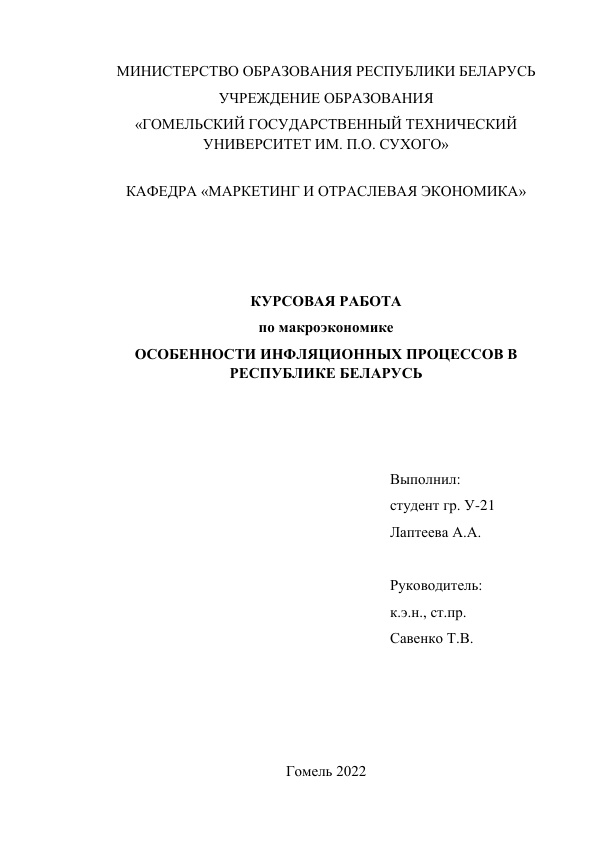 МИНИСТЕРСТВО ОБРАЗОВАНИЯ РЕСПУБЛИКИ БЕЛАРУСЬ
УЧРЕЖДЕНИЕ ОБРАЗОВАНИЯ
«ГОМЕЛЬСКИЙ ГОСУДАРСТВЕННЫЙ ТЕХНИЧЕСКИЙ
УНИВЕРСИТЕТ ИМ. П.О. СУХОГО»
КАФЕДРА «МАРКЕТИНГ И ОТРАСЛЕВАЯ ЭКОНОМИКА»
КУРСОВАЯ РАБОТА
по макроэкономике
ОСОБЕННОСТИ ИНФЛЯЦИОННЫХ ПРОЦЕССОВ В
РЕСПУБЛИКЕ БЕЛАРУСЬ
Выполнил:
студент гр. У-21
Лаптеева А.А.
Руководитель:
к.э.н., ст.пр.
Савенко Т.В.
Гомель 2022